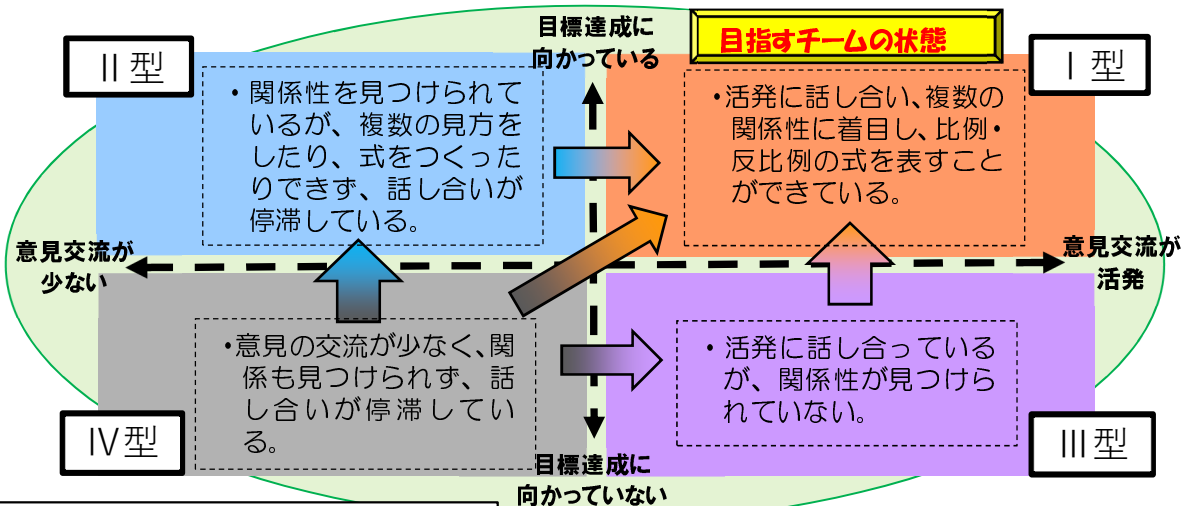 目標達成に
向かっている
目指すチームの状態
Ⅱ型
・関係性を見つけられて
いるが、複数の見方を
したり、式をつくった
りできず、話し合いが
停滞している。
Ⅰ型
・活発に話し合い、複数の
関係性に着目し、比例・
反比例の式を表すこと
ができている。
意見交流が
少ない
意見交流が
活発
・意見の交流が少なく、関
係も見つけられず、話
し合いが停滞してい
る。
Ⅳ型
・活発に話し合っている
が、関係性が見つけら
れていない。
Ⅲ型
目標達成に
向かっていない